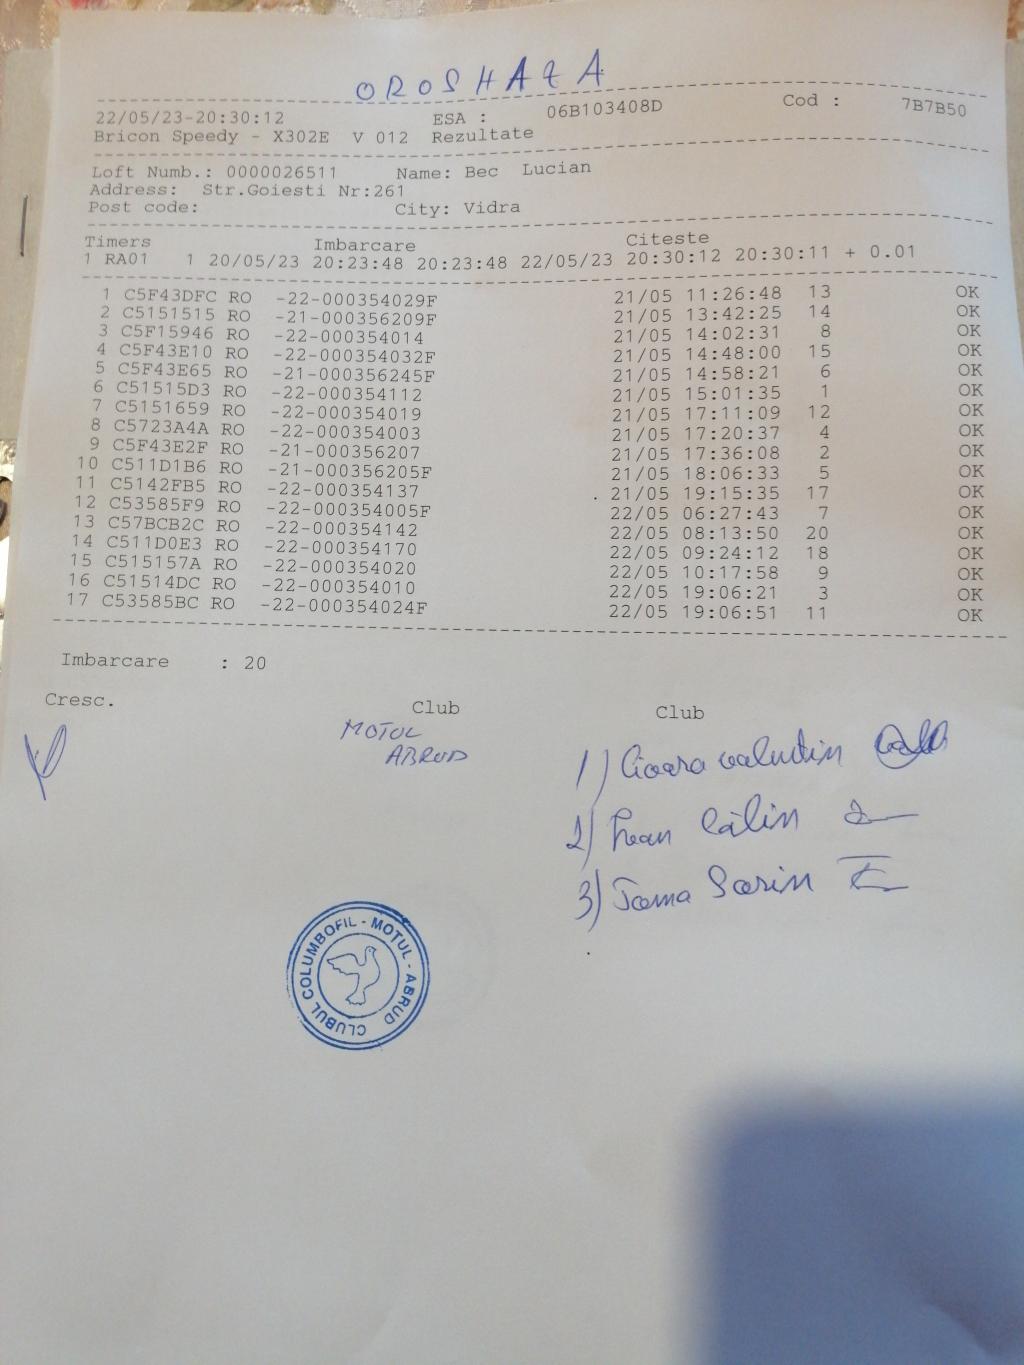 OROSHAZA
22/05/23-20:30:12 ESA : 06B103408D Cod : 7B7B50
Bricon Speedy - X302E V 012 Rezultate
Loft Numb.: 0000026511 Name: Bec Lucian
Address: Str.Goiesti Nr:261
Post code: City: Vidra
Timers Imbarcare Citeste
1 RA01 1 20/05/23 20:23:48 20:23:48 22/05/23 20:30:12 20:30:11 + 0.01
1 C5F43DFC RO -22-000354029F 21/05 11:26:48 13 OK
2 C5151515 RO -21-000356209F 21/05 13:42:25 14 OK
3 C5F15946 RO -22-000354014 21/05 14:02:31 8 OK
4 C5F43E10 RO -22-000354032F 21/05 14:48:00 15 OK
5 C5F43E65 RO -21-000356245F 21/05 14:58:21 6 OK
6 C51515D3 RO -22-000354112 21/05 15:01:35 1 OK
7 C5151659 RO -22-000354019 21/05 17:11:09 12 OK
8 C5723A4A RO -22-000354003 21/05 17:20:37 4 OK
9 C5F43E2F RO -21-000356207 21/05 17:36:08 2 OK
10 C511D1B6 RO -21-000356205F 21/05 18:06:33 5 OK
11 C5142FB5 RO -22-000354137 21/05 19:15:35 17 OK
12 C53585F9 RO -22-000354005F 22/05 06:27:43 7 OK
13 C57BCB2C RO -22-000354142 22/05 08:13:50 20 OK
14 C511D0E3 RO -22-000354170 22/05 09:24:12 18 OK
15 C515157A RO -22-000354020 22/05 10:17:58 9 OK
16 C51514DC RO -22-000354010 22/05 19:06:21 3 OK
17 C53585BC RO -22-000354024F 22/05 19:06:51 11 OK
Imbarcare : 20
Cresc. Club Club
MOTUL
ABRUD
1)
2) Călin
3) Toma Sorin
CLUBUL COLUMBOFIL - MOTUL - ABRUD